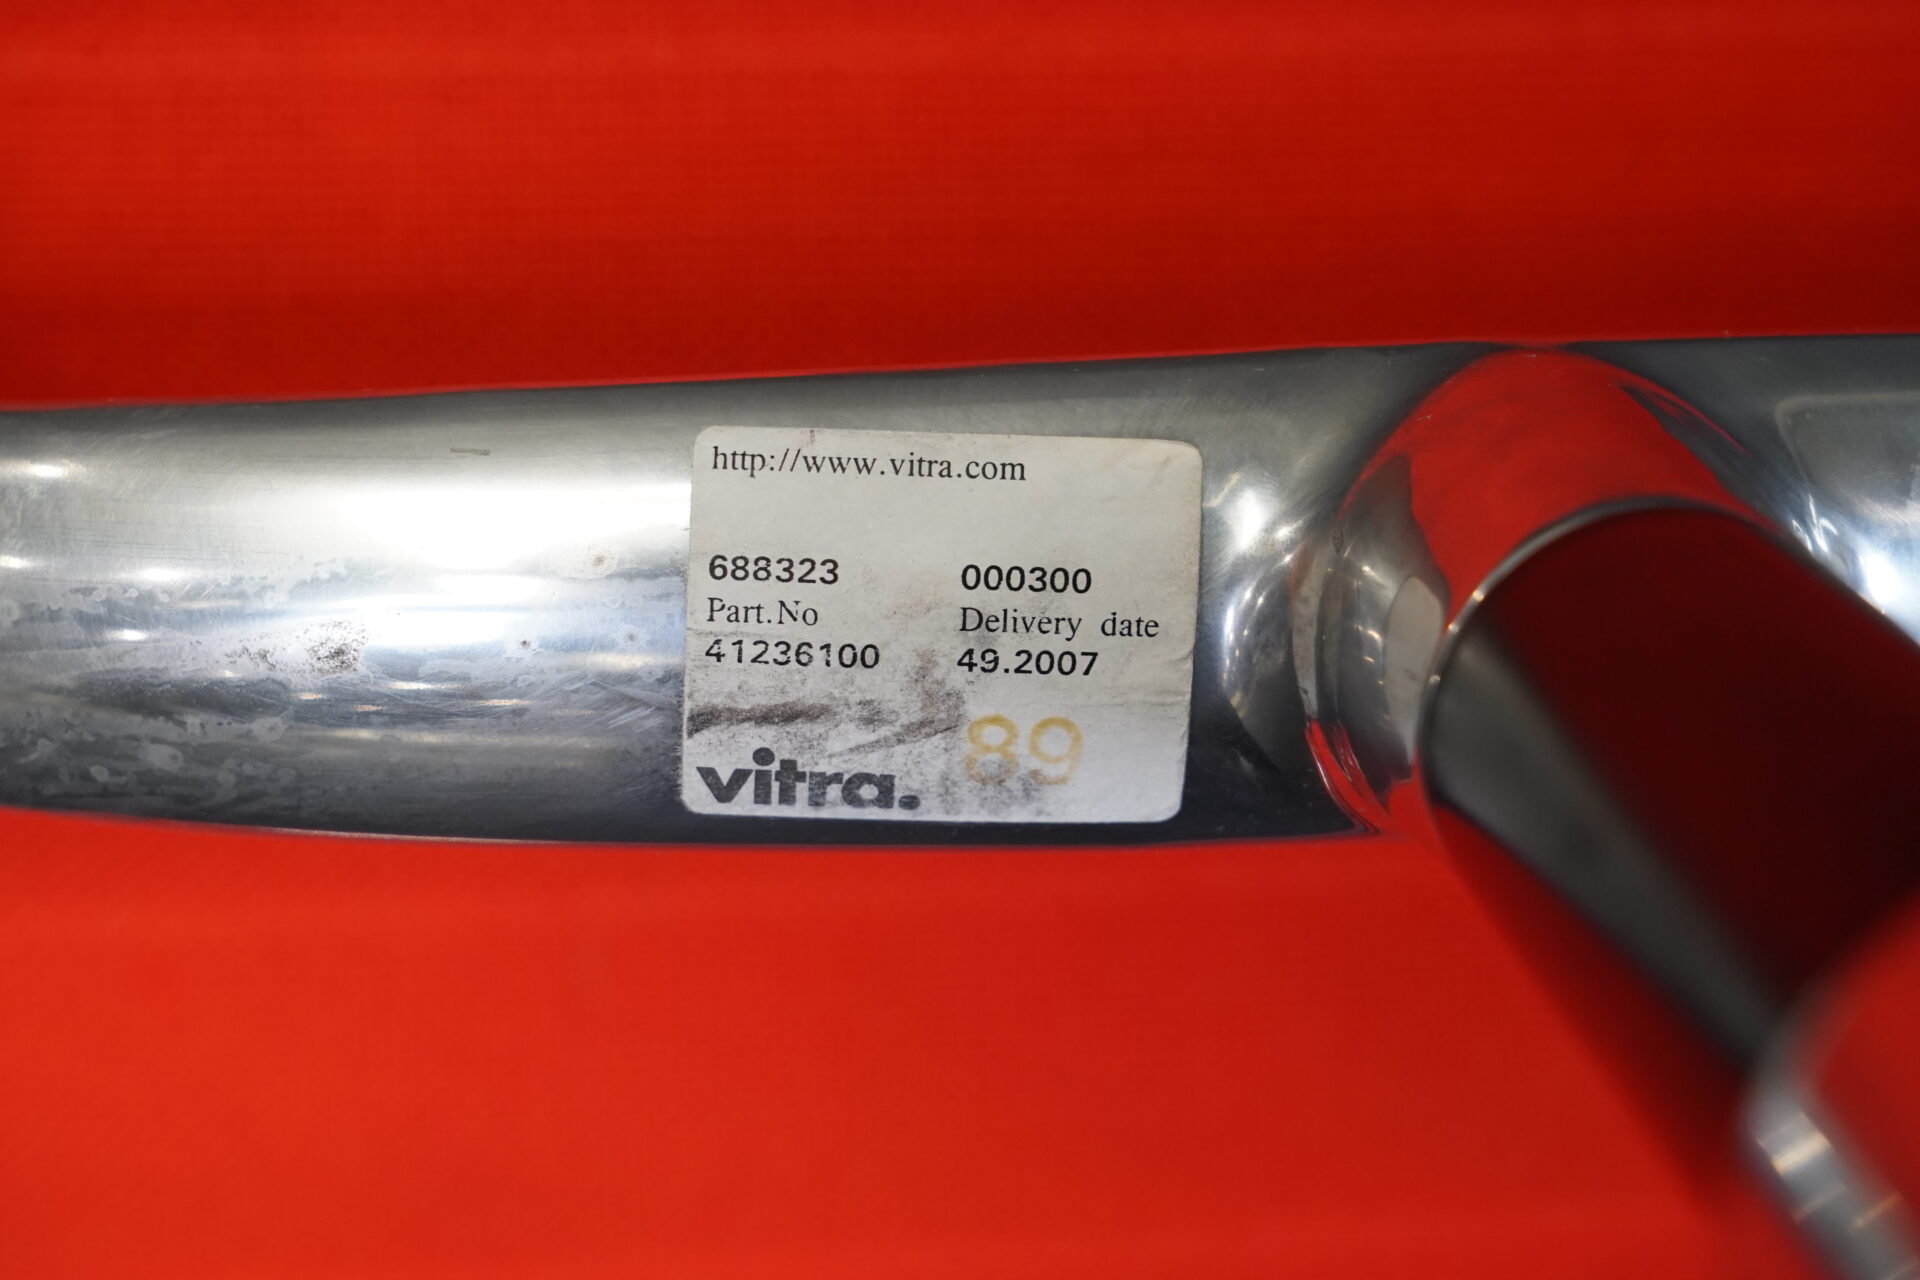 http://www.vitra.com
688323 000300
Part.No Delivery date
41236100 49.2007
89
vitra.